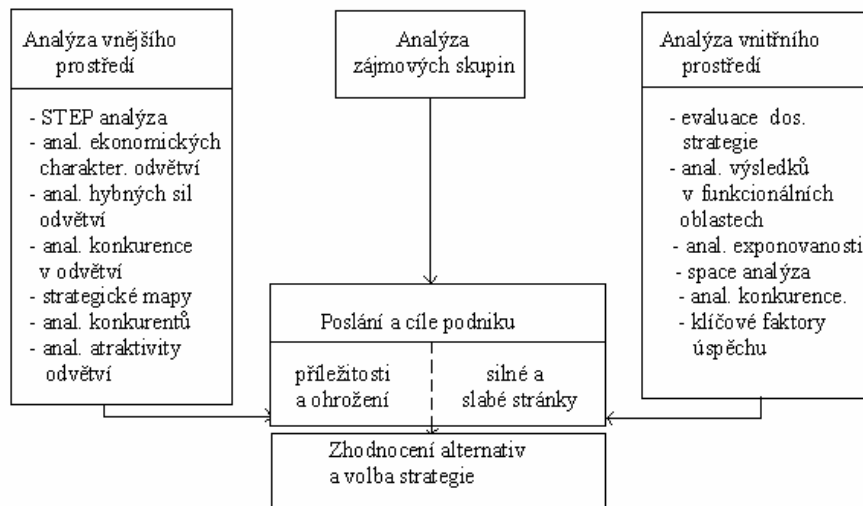 Analýza vnějšího
prostředí
- STEP analýza
- anal. ekonomických
charakter. odvětví
- anal. hybných sil
odvětví
- anal. konkurence
v odvětví
- strategické mapy
- anal. konkurentů
- anal. atraktivity
odvětví
Analýza
zájmových skupin
Analýza vnitřního
prostředí
- evaluace dos.
strategie
- anal. výsledků
v funkcionálních
oblastech
- anal. exponovanosti
- space analýza
- anal. konkurence.
- klíčové faktory
úspěchu
Poslání a cíle podniku
příležitosti
a ohrožení
silné a
slabé stránky
Zhodnocení alternativ
a volba strategie